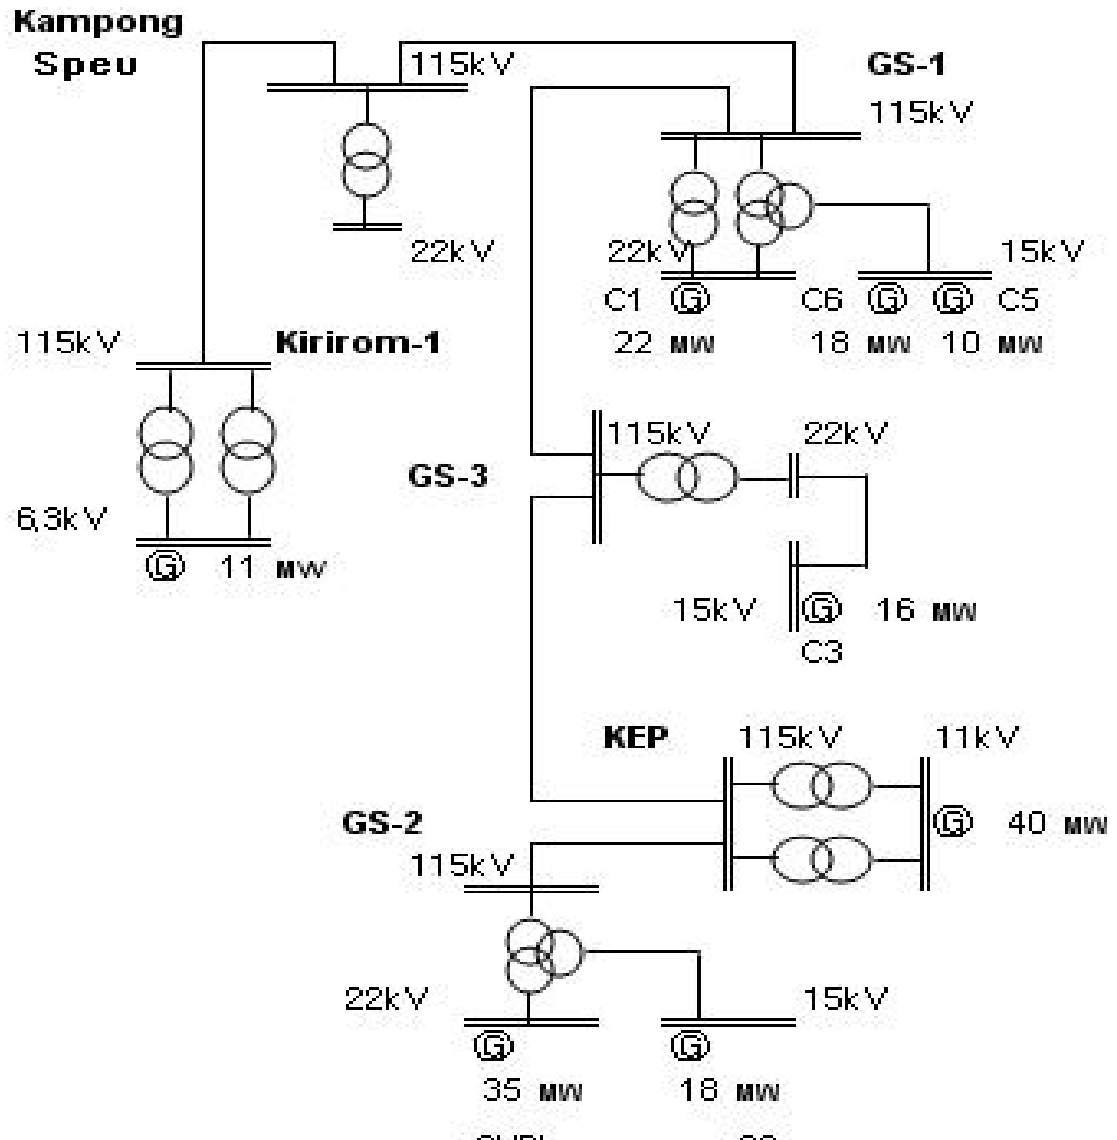 Kampong
Speu
115kV
GS-1
115kV
22kV
22kV
15kV
C1 G
C6 G G C5
22 MW
18 MW 10 MW
115kV
Kirirom-1
6,3kV
G 11 MW
GS-3
115kV
22kV
15kV
G 16 MW
C3
KEP
115kV
11kV
G 40 MW
GS-2
115kV
22kV
15kV
G
G
35 MW
18 MW